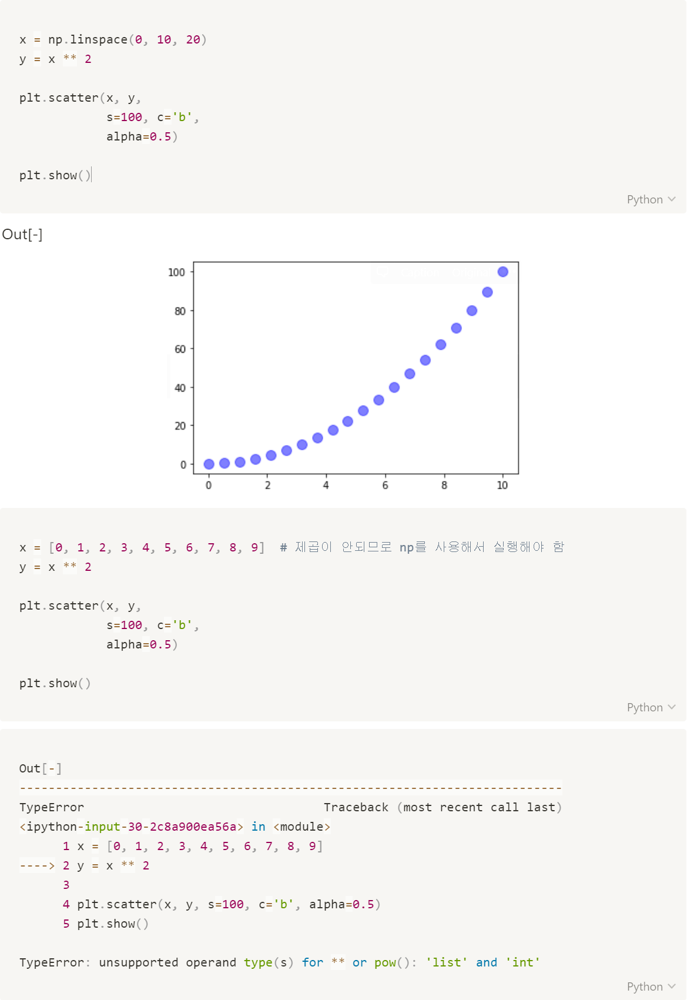 x = np.linspace(0, 10, 20)
y = x ** 2
plt.scatter(x, y,
            s=100, c='b',
            alpha=0.5)
plt.show()
Python
Out[-]
100
80
60
40
20
0
0 2 4 6 8 10
x = [0, 1, 2, 3, 4, 5, 6, 7, 8, 9]  # 제곱이 안되므로 np를 사용해서 실행해야 함
y = x ** 2
plt.scatter(x, y,
            s=100, c='b',
            alpha=0.5)
plt.show()
Python
Out[-]
---------------------------------------------------------------------------
TypeError                                 Traceback (most recent call last)
<ipython-input-30-2c8a900ea56a> in <module>
      1 x = [0, 1, 2, 3, 4, 5, 6, 7, 8, 9]
----> 2 y = x ** 2
      3
      4 plt.scatter(x, y, s=100, c='b', alpha=0.5)
      5 plt.show()
TypeError: unsupported operand type(s) for ** or pow(): 'list' and 'int'
Python